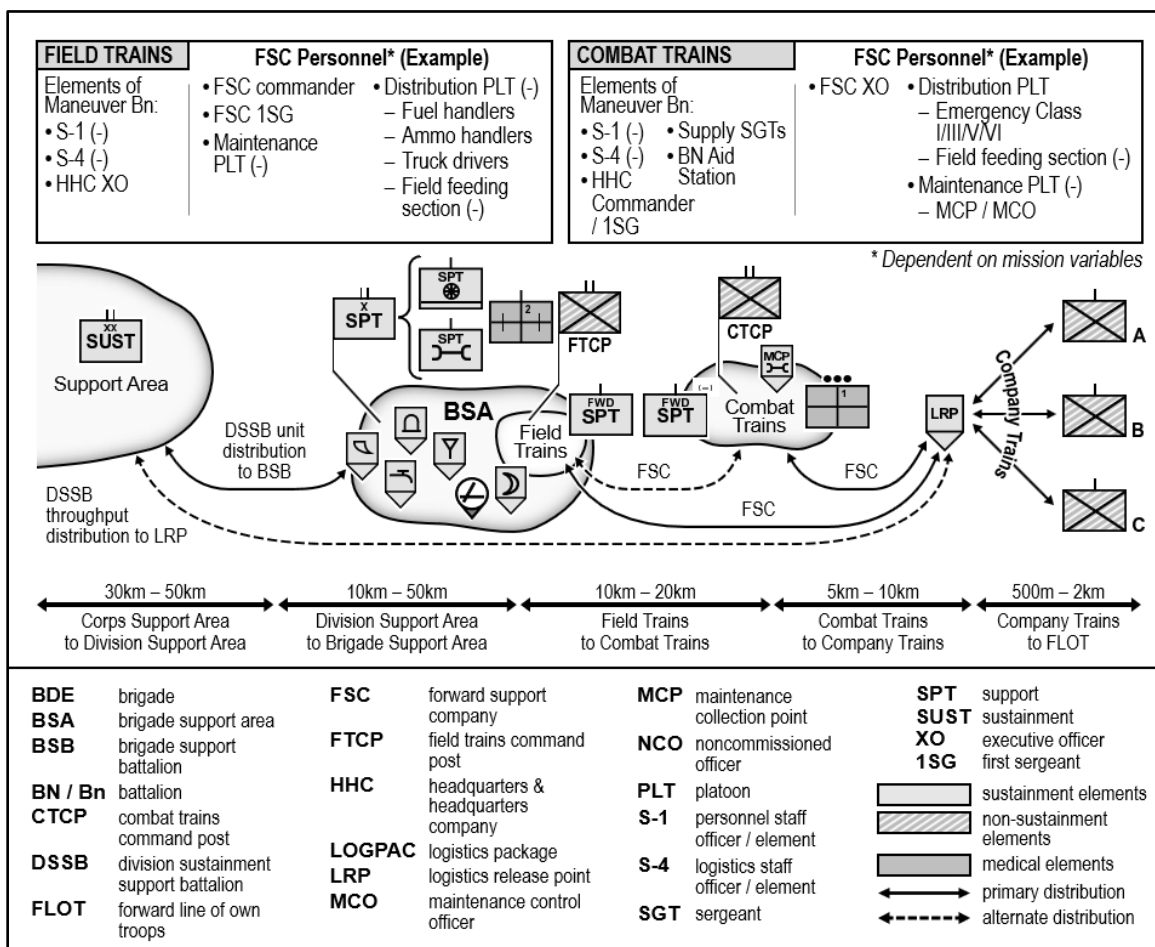 FIELD TRAINS
Elements of
Maneuver Bn:
• S-1 (-)
• S-4 (-)
• HHC XO
FSC Personnel* (Example)
• FSC commander
• FSC 1SG
• Maintenance
PLT (-)
• Distribution PLT (-)
– Fuel handlers
– Ammo handlers
– Truck drivers
– Field feeding
section (-)
COMBAT TRAINS
Elements of
Maneuver Bn:
• S-1 (-)
• S-4 (-)
• HHC
Commander
/ 1SG
• Supply SGTs
• BN Aid
Station
FSC Personnel* (Example)
• FSC XO
• Distribution PLT
– Emergency Class
I/III/V/VI
– Field feeding section (-)
• Maintenance PLT (-)
– MCP / MCO
* Dependent on mission variables
XX
SUST
Support Area
X
SPT
SPT
SPT
2
FTCP
CTCP
MCP
BSA
Field
Trains
FWD
SPT
(–)
FWD
SPT
Combat
Trains
1
LRP
Company Trains
A
B
C
DSSB unit
distribution
to BSB
DSSB
throughput
distribution to LRP
FSC
FSC
FSC
30km – 50km
Corps Support Area
to Division Support Area
10km – 50km
Division Support Area
to Brigade Support Area
10km – 20km
Field Trains
to Combat Trains
5km – 10km
Combat Trains
to Company Trains
500m – 2km
Company Trains
to FLOT
BDE brigade
BSA brigade support area
BSB brigade support
battalion
BN / Bn battalion
CTCP combat trains
command post
DSSB division sustainment
support battalion
FLOT forward line of own
troops
FSC forward support
company
FTCP field trains command
post
HHC headquarters &
headquarters
company
LOGPAC logistics package
LRP logistics release point
MCO maintenance control
officer
MCP maintenance
collection point
NCO noncommissioned
officer
PLT platoon
S-1 personnel staff
officer / element
S-4 logistics staff
officer / element
SGT sergeant
SPT support
SUST sustainment
XO executive officer
1SG first sergeant
sustainment elements
non-sustainment
elements
medical elements
primary distribution
alternate distribution